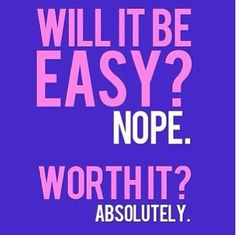 WILL IT BE
EASY?
NOPE.
WORTH IT?
ABSOLUTELY.